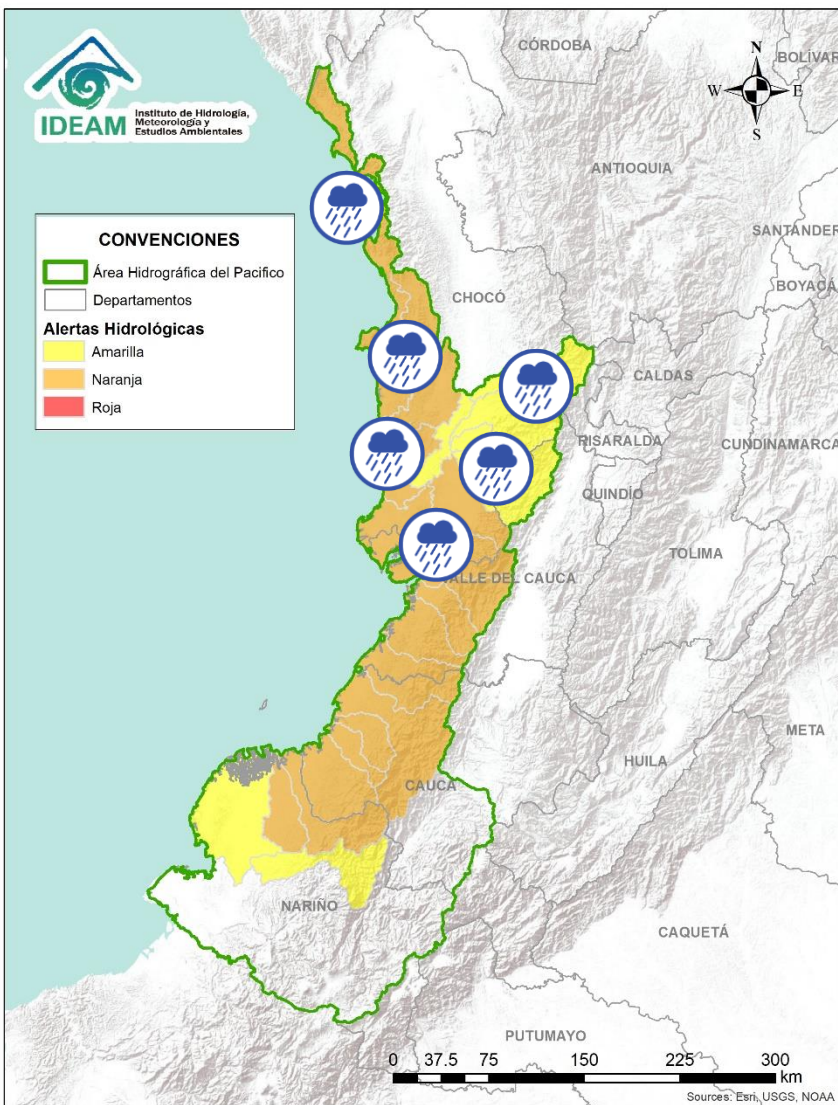 IDEAM
Instituto de Hidrología,
Meteorología y
Estudios Ambientales
CONVENCIONES
Área Hidrográfica del Pacifico
Departamentos
Alertas Hidrológicas
Amarilla
Naranja
Roja
N
W
E
S
CÓRDOBA
BOLÍVAR
ANTIOQUIA
SANTANDER
BOYACÁ
CHOCÓ
CALDAS
RISARALDA
CUNDINAMARCA
QUINDÍO
TOLIMA
VALLE DEL CAUCA
META
HUILA
CAUCA
NARIÑO
CAQUETÁ
PUTUMAYO
0 37.5 75 150 225 300
km
Sources: Esri, USGS, NOAA